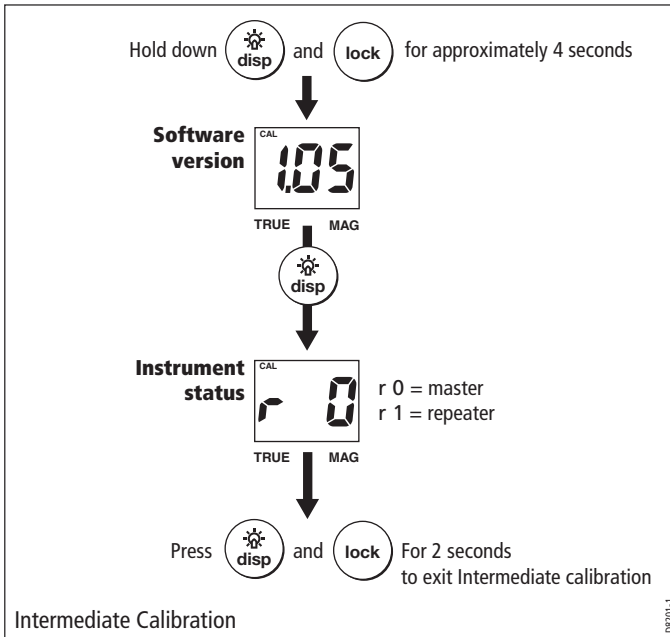 Hold down disp and lock for approximately 4 seconds
Software version
CAL
1.05
TRUE MAG
disp
Instrument status
CAL
r 0
r 0 = master
r 1 = repeater
TRUE MAG
Press disp and lock For 2 seconds
to exit Intermediate calibration
Intermediate Calibration
D8701-1